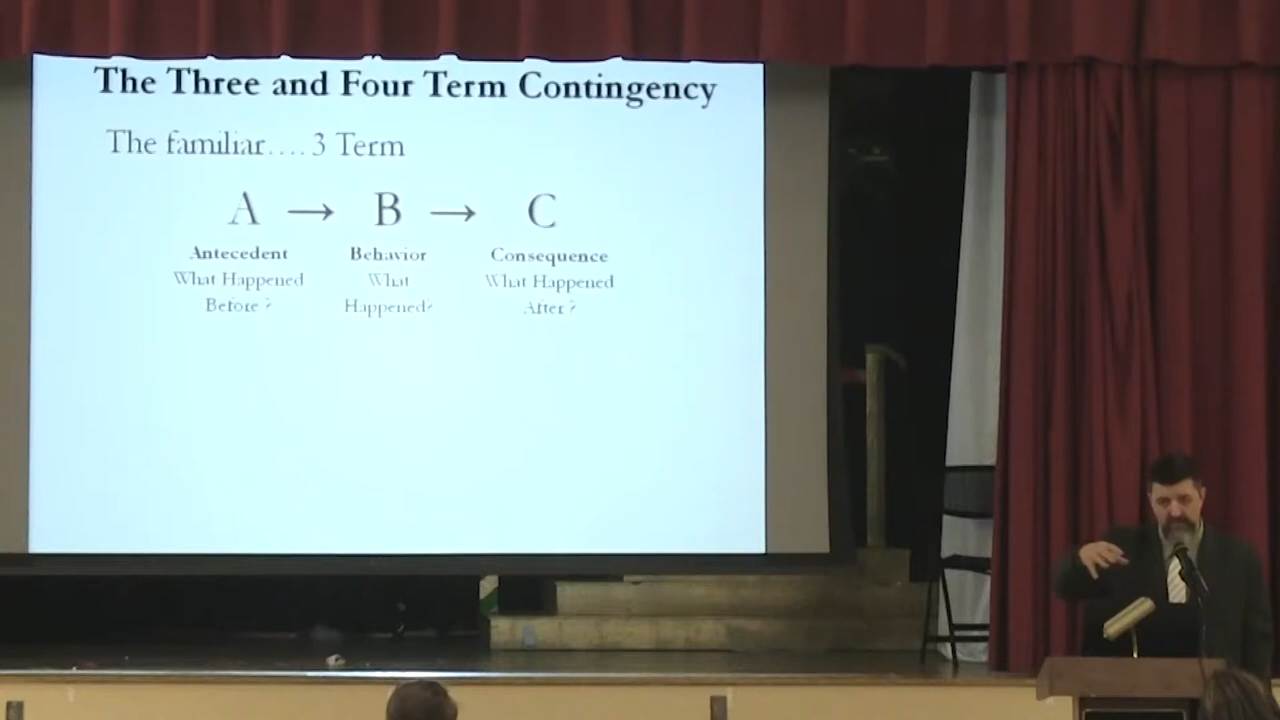 The Three and Four Term Contingency
The familiar....3 Term
A → B → C
Antecedent Behavior Consequence
What Happened What What Happened
Before? Happened? After?